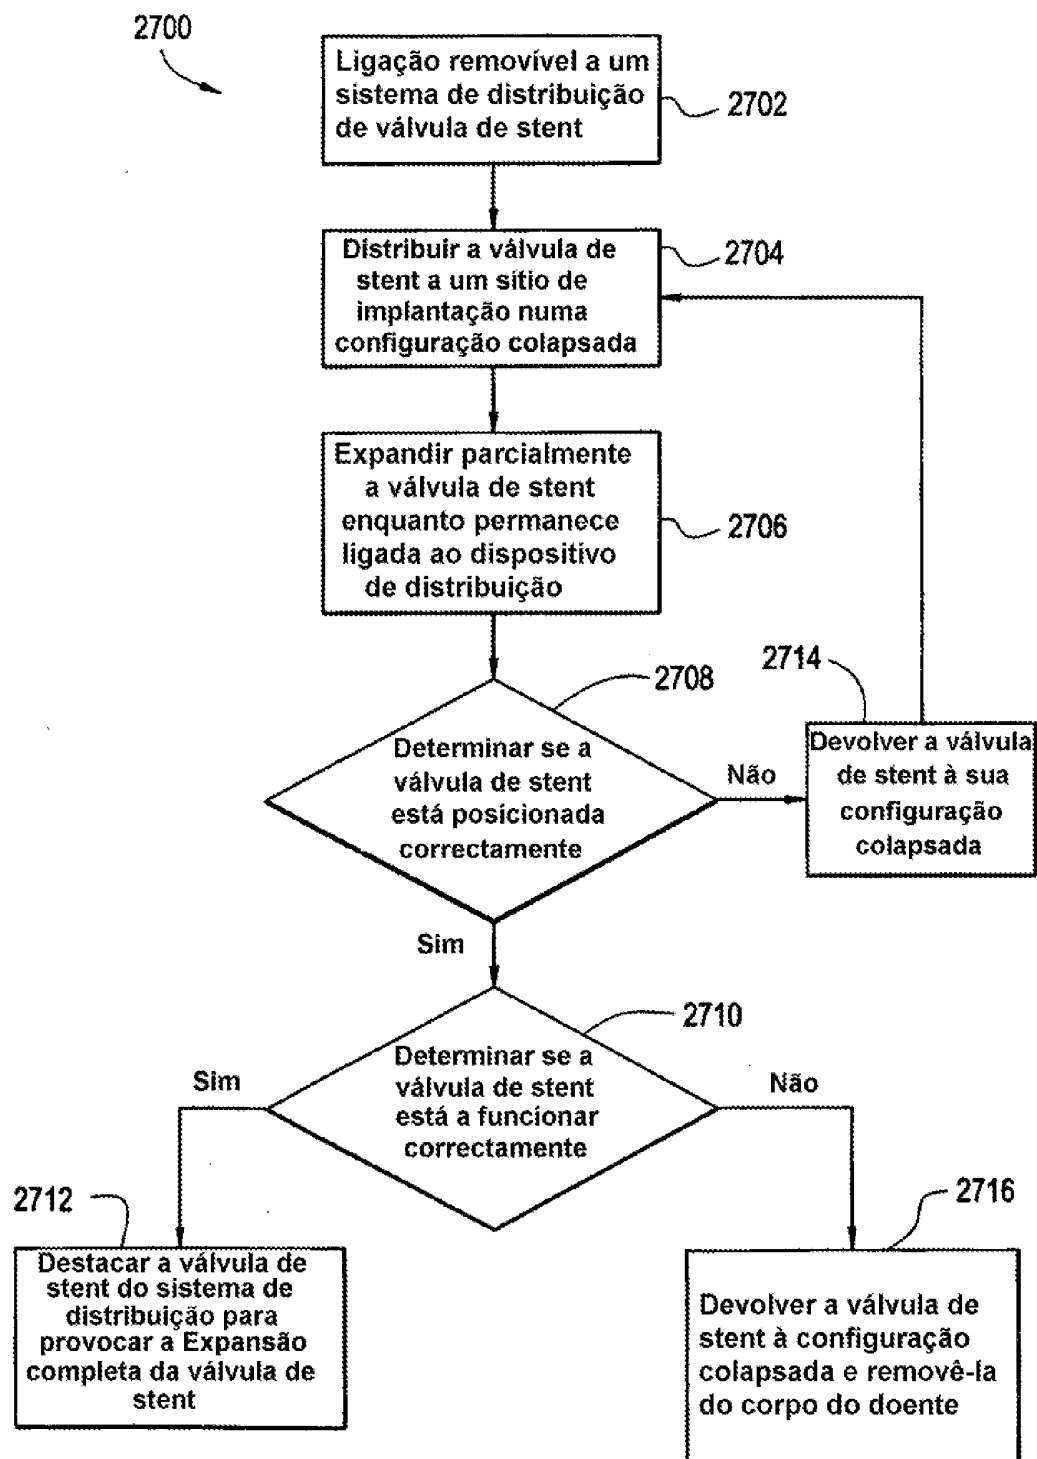 2700
Ligação removível a um
sistema de distribuição
de válvula de stent
2702
Distribuir a válvula de
stent a um sítio de
implantação numa
configuração colapsada
2704
Expandir parcialmente
a válvula de stent
enquanto permanece
ligada ao dispositivo
de distribuição
2706
2708
Determinar se a
válvula de stent
está posicionada
correctamente
Não
2714
Devolver a válvula
de stent à sua
configuração
colapsada
Sim
2710
Determinar se a
válvula de stent
está a funcionar
correctamente
Sim
Não
2712
Destacar a válvula de
stent do sistema de
distribuição para
provocar a Expansão
completa da válvula de
stent
2716
Devolver a válvula de
stent à configuração
colapsada e removê-la
do corpo do doente